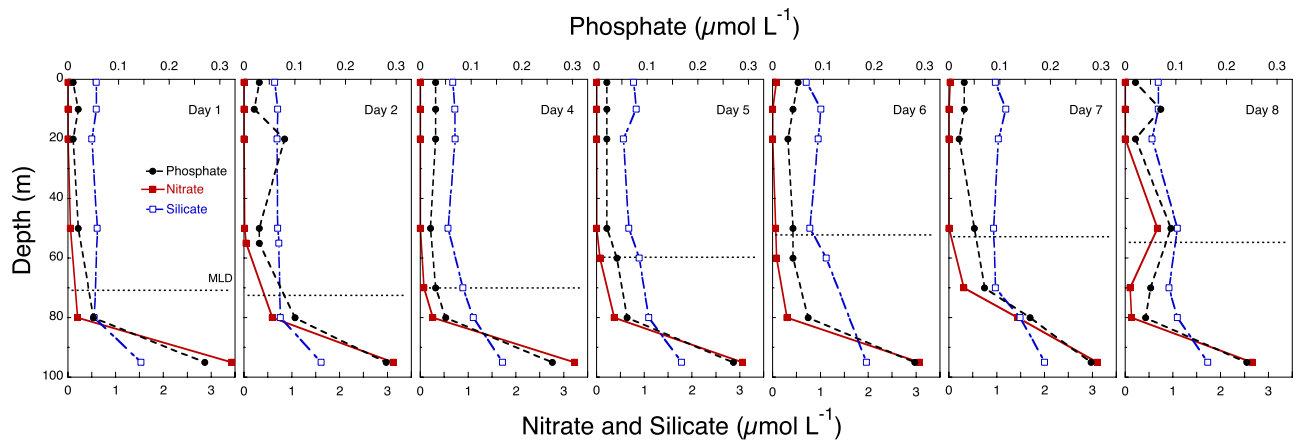 Phosphate (µmol L⁻¹)
0 0.1 0.2 0.3 0 0.1 0.2 0.3 0 0.1 0.2 0.3 0 0.1 0.2 0.3 0 0.1 0.2 0.3 0 0.1 0.2 0.3 0 0.1 0.2 0.3
Day 1 Day 2 Day 4 Day 5 Day 6 Day 7 Day 8
Depth (m)
0
20
40
60
80
100
Phosphate
Nitrate
Silicate
MLD
0 1 2 3 0 1 2 3 0 1 2 3 0 1 2 3 0 1 2 3 0 1 2 3 0 1 2 3
Nitrate and Silicate (µmol L⁻¹)